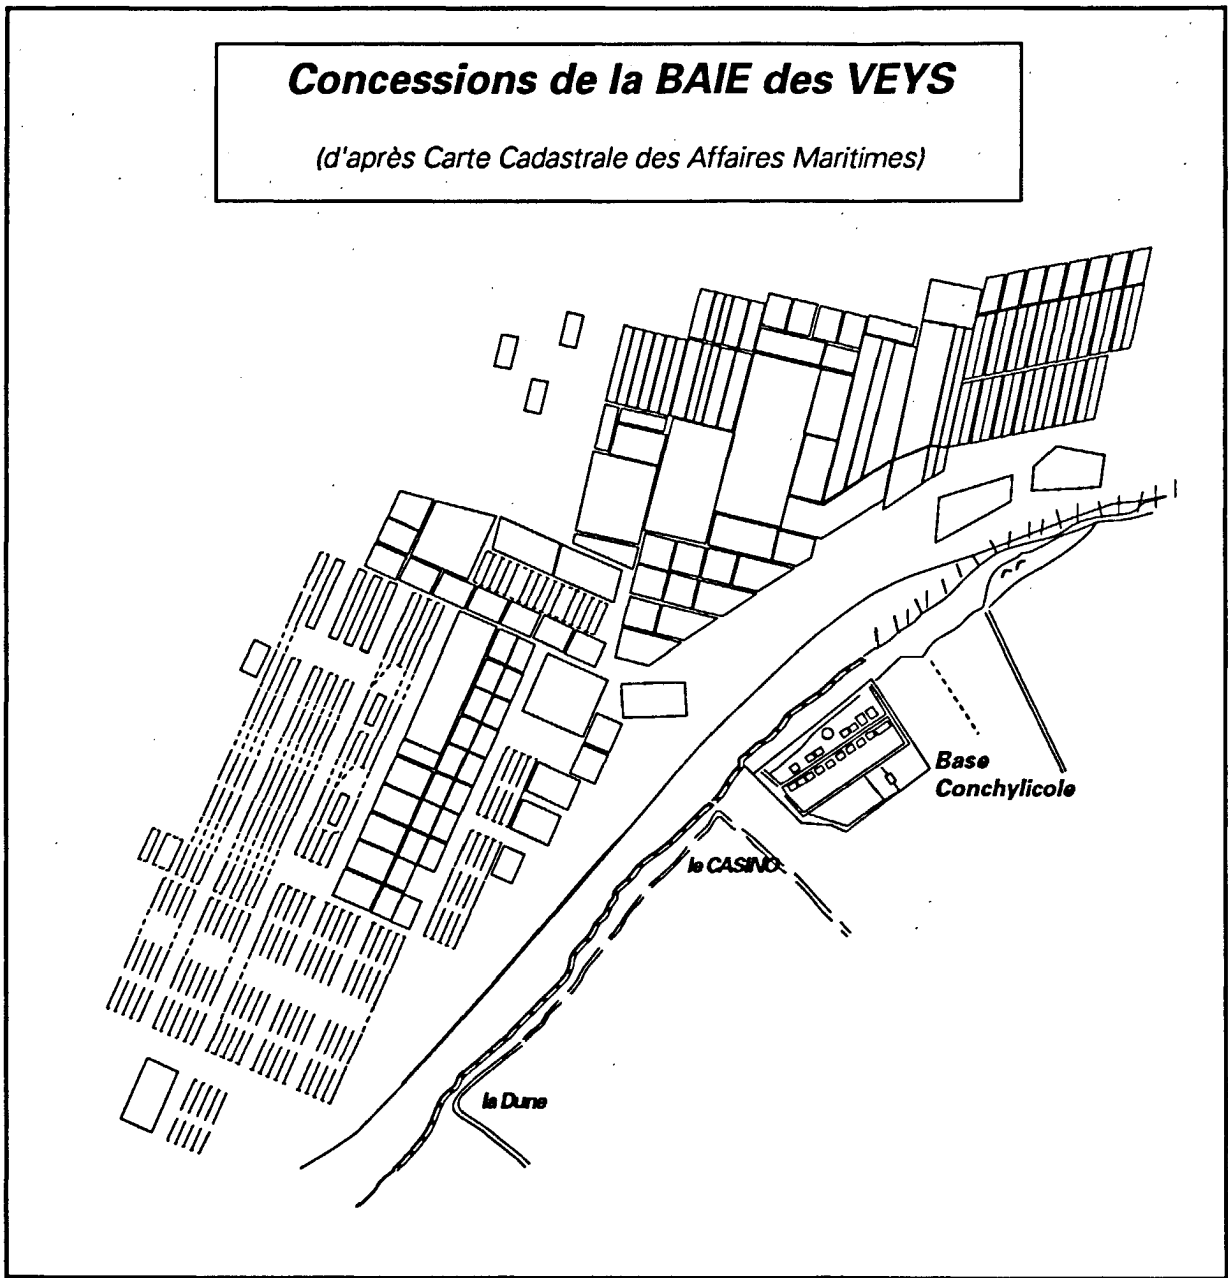 Concessions de la BAIE des VEYS
(d'après Carte Cadastrale des Affaires Maritimes)
Base
Conchylicole
le CASINO
la Dune